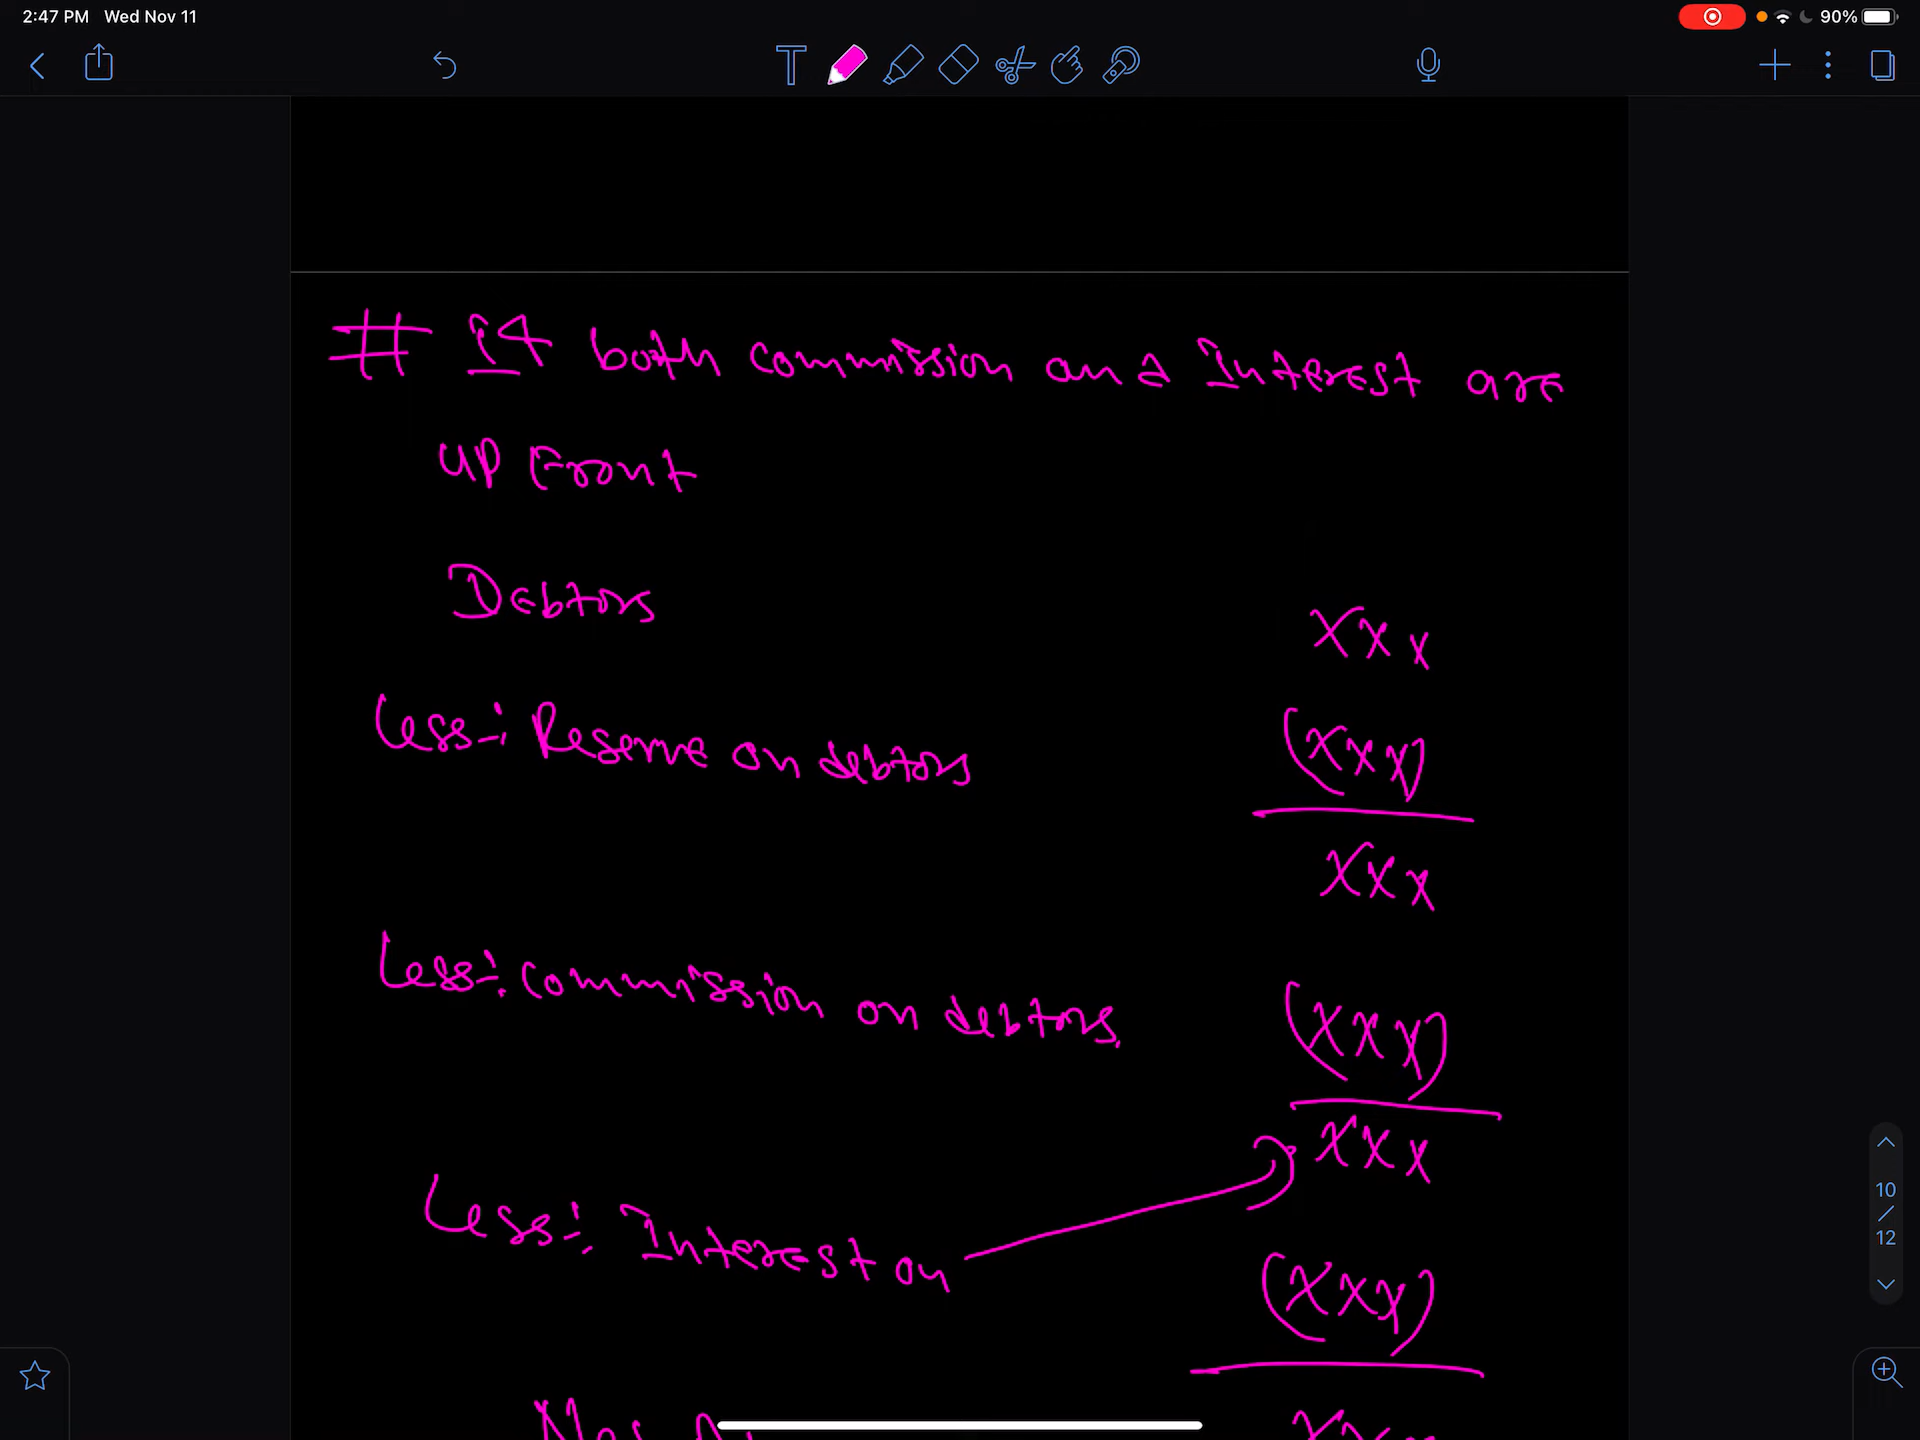 2:47 PM Wed Nov 11 90%
# if both commission and Interest are
up Front
Debtors xxx
Less:- Reserve on debtors (xxx)
xxx
Less:- commission on debtors. (xxx)
xxx
Less:- Interest on
(xxx)
10
/
12